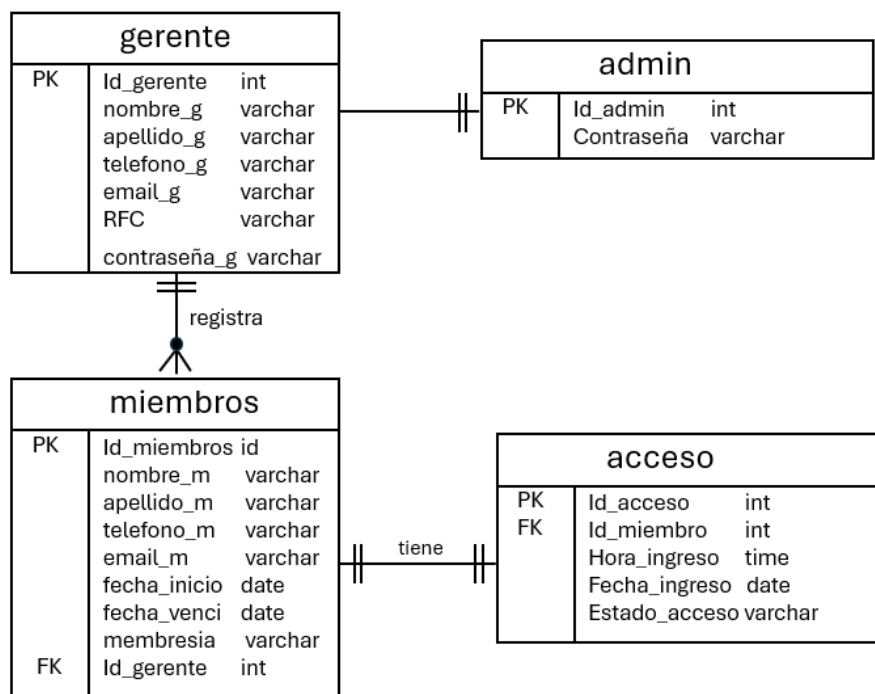 gerente
PK Id_gerente int
nombre_g varchar
apellido_g varchar
telefono_g varchar
email_g varchar
RFC varchar
contraseña_g varchar
admin
PK Id_admin int
Contraseña varchar
registra
miembros
PK Id_miembros id
nombre_m varchar
apellido_m varchar
telefono_m varchar
email_m varchar
fecha_inicio date
fecha_venci date
membresia varchar
FK Id_gerente int
tiene
acceso
PK Id_acceso int
FK Id_miembro int
Hora_ingreso time
Fecha_ingreso date
Estado_acceso varchar